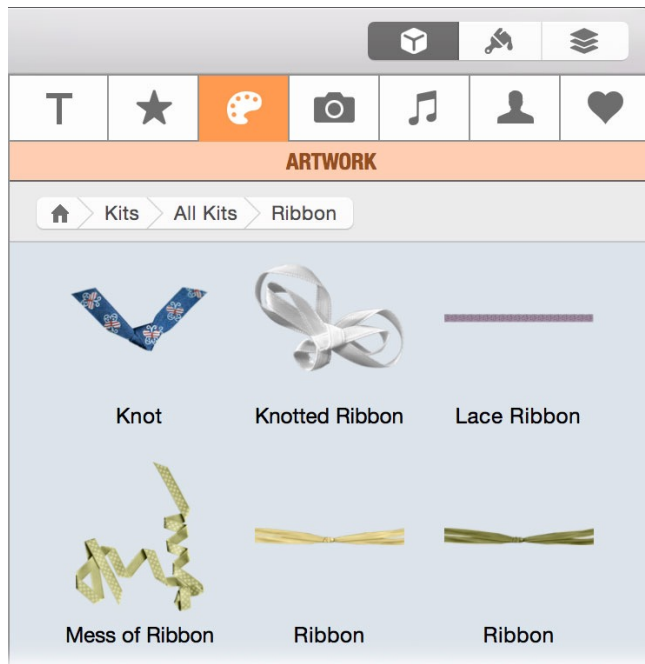 T
ARTWORK
Kits All Kits Ribbon
Knot Knotted Ribbon Lace Ribbon
Mess of Ribbon Ribbon Ribbon